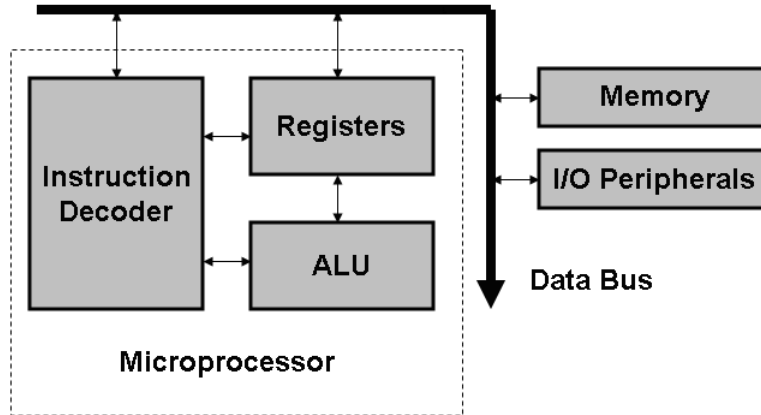 Memory
Registers
Instruction
Decoder
I/O Peripherals
ALU
Data Bus
Microprocessor